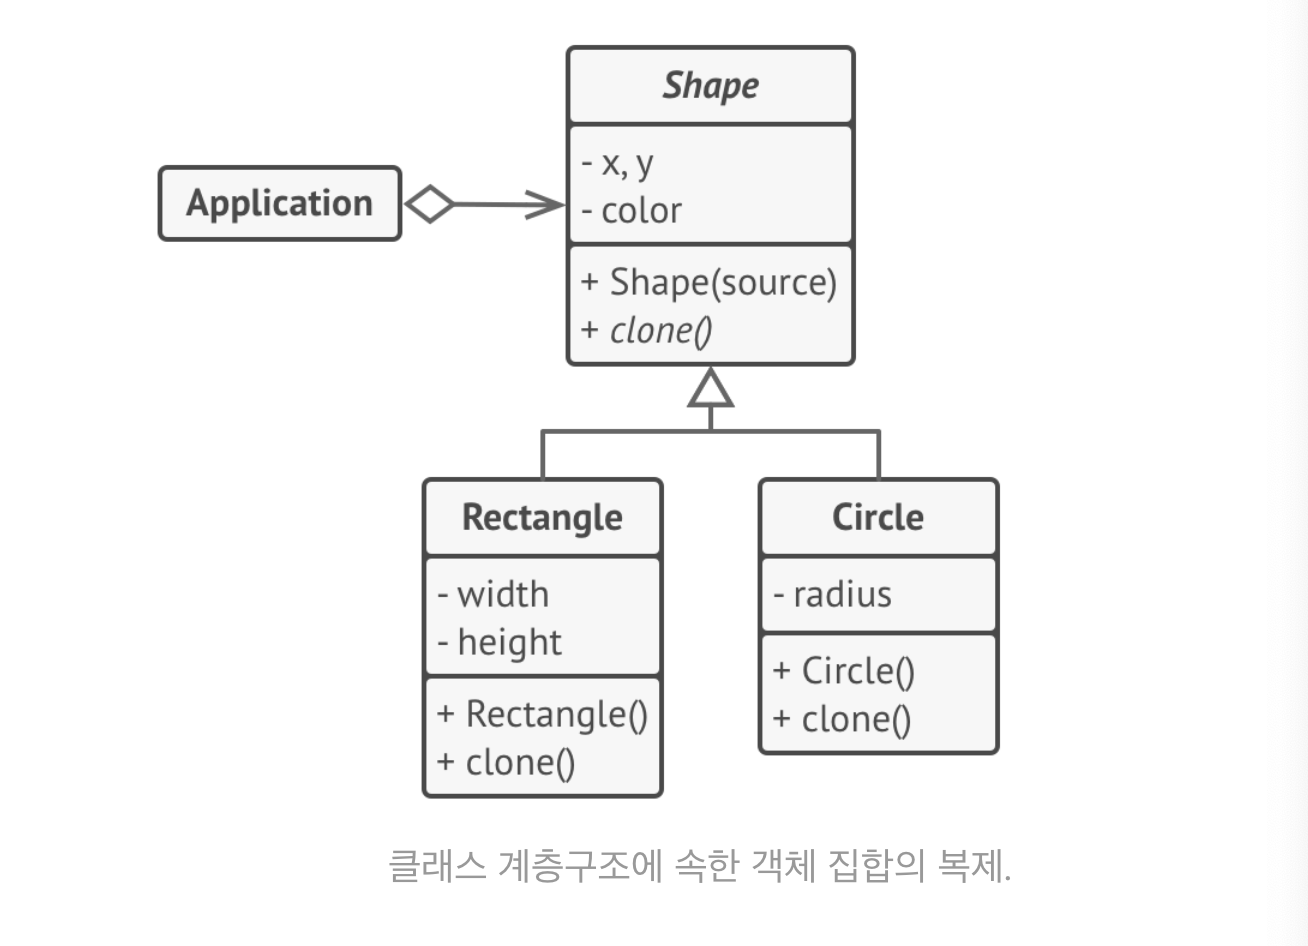 Shape
- x, y
- color
+ Shape(source)
+ clone()
Application
Rectangle
- width
- height
+ Rectangle()
+ clone()
Circle
- radius
+ Circle()
+ clone()
클래스 계층구조에 속한 객체 집합의 복제.